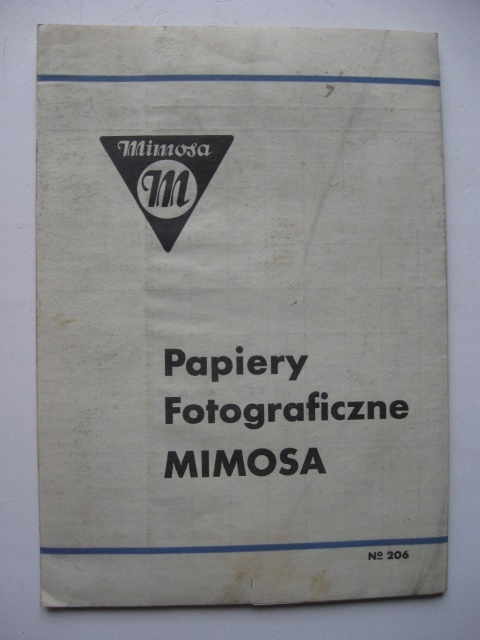 Mimosa
M
Papiery
Fotograficzne
MIMOSA
Nº 206